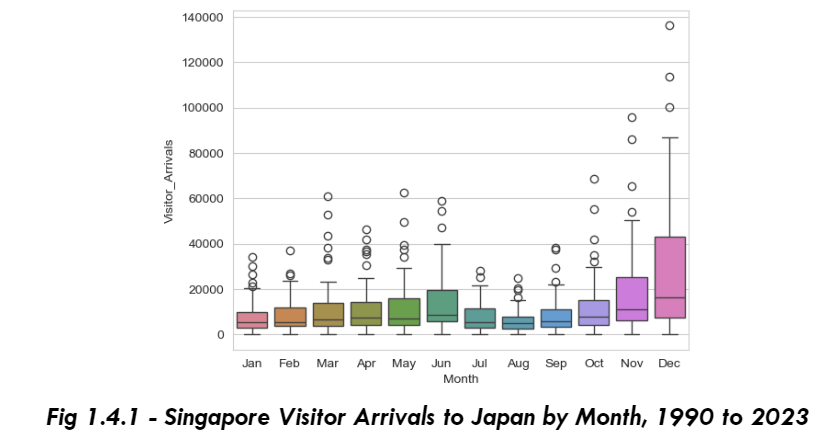 140000
120000
100000
80000
60000
40000
20000
0
Visitor_Arrivals
Jan Feb Mar Apr May Jun Jul Aug Sep Oct Nov Dec
Month
Fig 1.4.1 - Singapore Visitor Arrivals to Japan by Month, 1990 to 2023